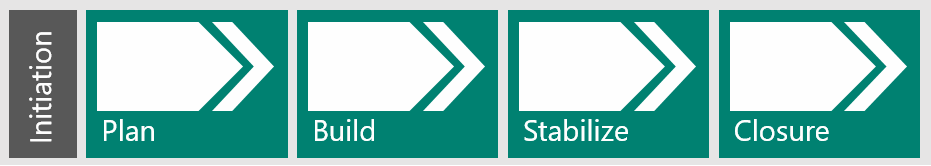 Initiation
Plan
Build
Stabilize
Closure